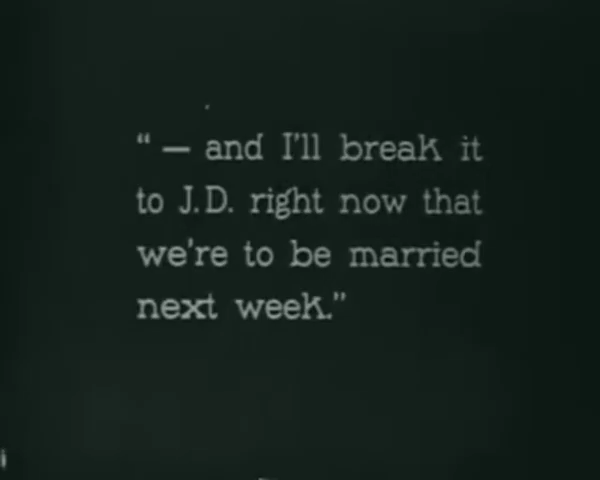 “ — and I'll break it
to J.D. right now that
we're to be married
next week.”